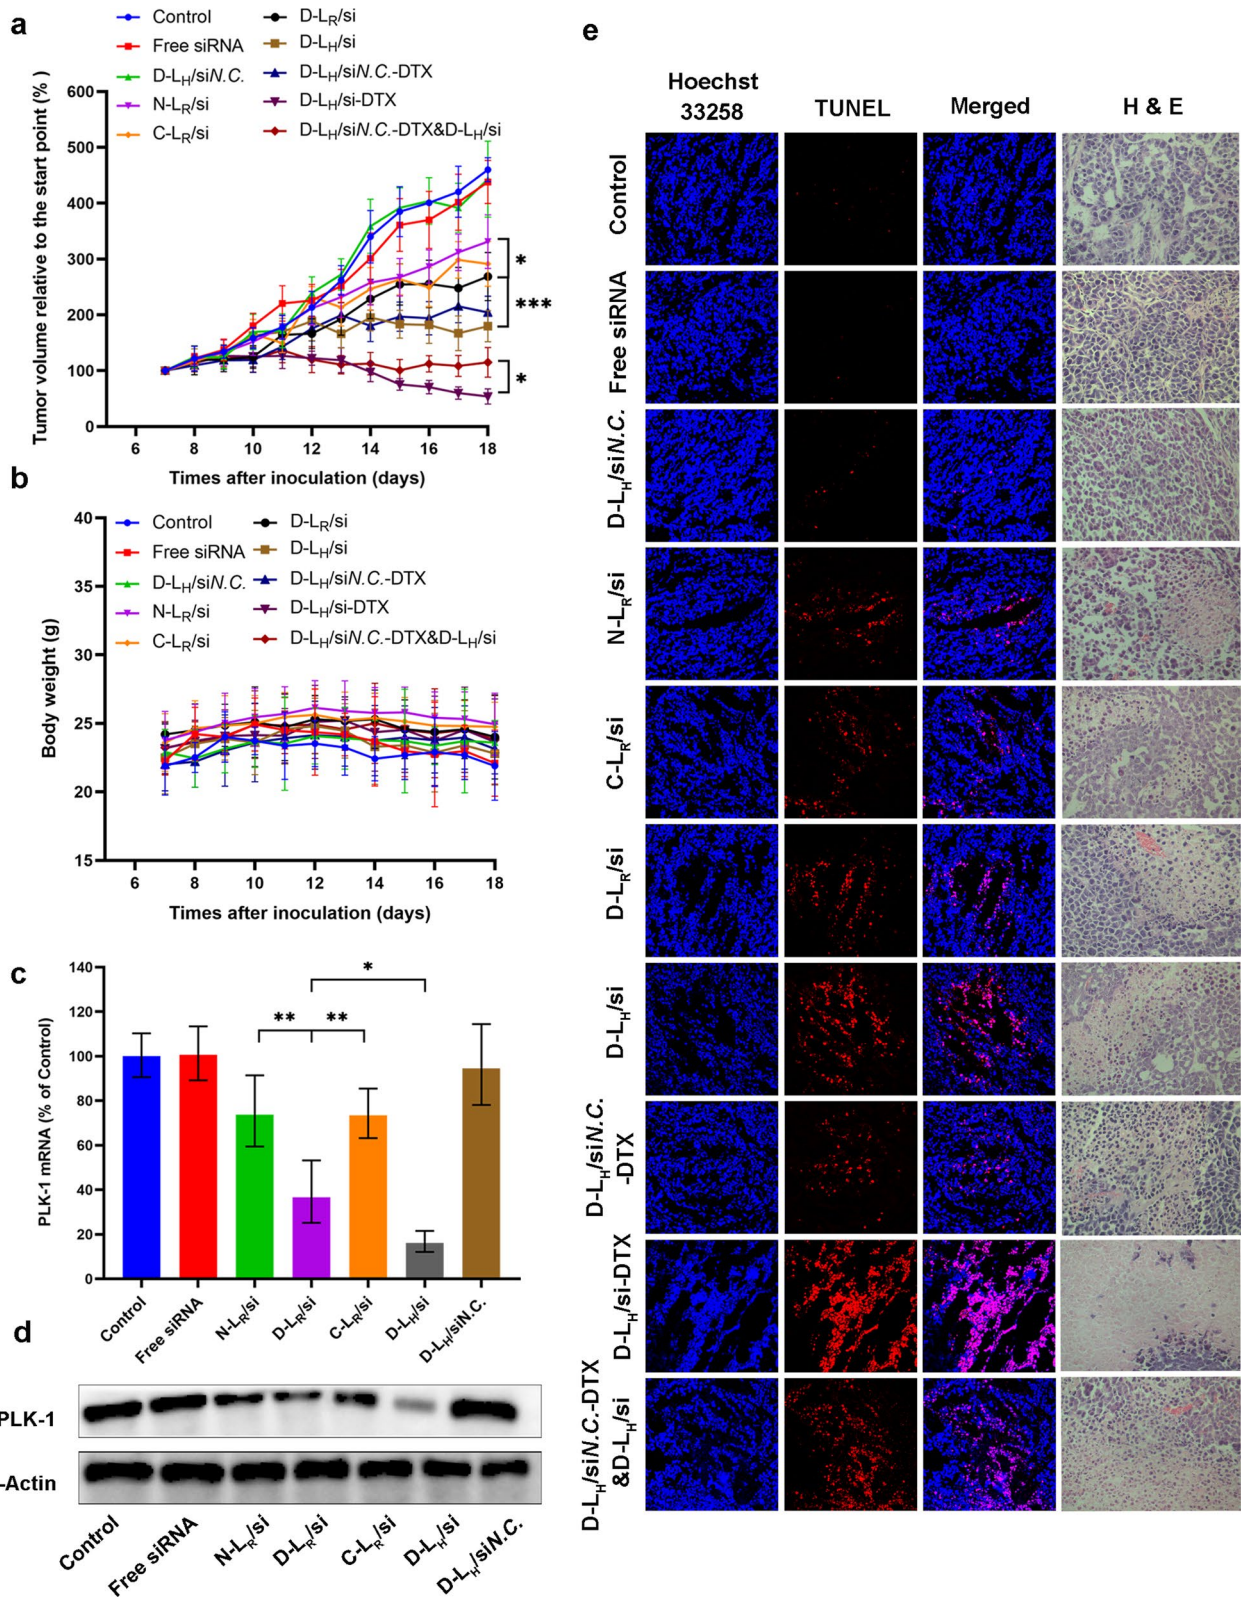 a
Control
Free siRNA
D-LH/siN.C.
N-LR/si
C-LR/si
D-LR/si
D-LH/si
D-LH/siN.C.-DTX
D-LH/si-DTX
D-LH/siN.C.-DTX&D-LH/si
Tumor volume relative to the start point (% )
600
500
400
300
200
100
0
*
***
*
6
8
10
12
14
16
18
Times after inoculation (days)
b
Control
Free siRNA
D-LH/siN.C.
N-LR/si
C-LR/si
D-LR/si
D-LH/si
D-LH/siN.C.-DTX
D-LH/si-DTX
D-LH/siN.C.-DTX&D-LH/si
Body weight (g)
40
35
30
25
20
15
6
8
10
12
14
16
18
Times after inoculation (days)
c
PLK-1 mRNA (% of Control)
140
120
100
80
60
40
20
0
*
**
**
Control
Free siRNA
N-LR/si
D-LR/si
C-LR/si
D-LH/si
D-LH/siN.C.
d
PLK-1
-Actin
Control
Free siRNA
N-LR/si
D-LR/si
C-LR/si
D-LH/si
D-LH/siN.C.
e
Hoechst
33258
TUNEL
Merged
H & E
Control
Free siRNA
D-LH/siN.C.
N-LR/si
C-LR/si
D-LR/si
D-LH/si
D-LH/siN.C.
-DTX
D-LH/si-DTX
D-LH/siN.C.-DTX
&D-LH/si